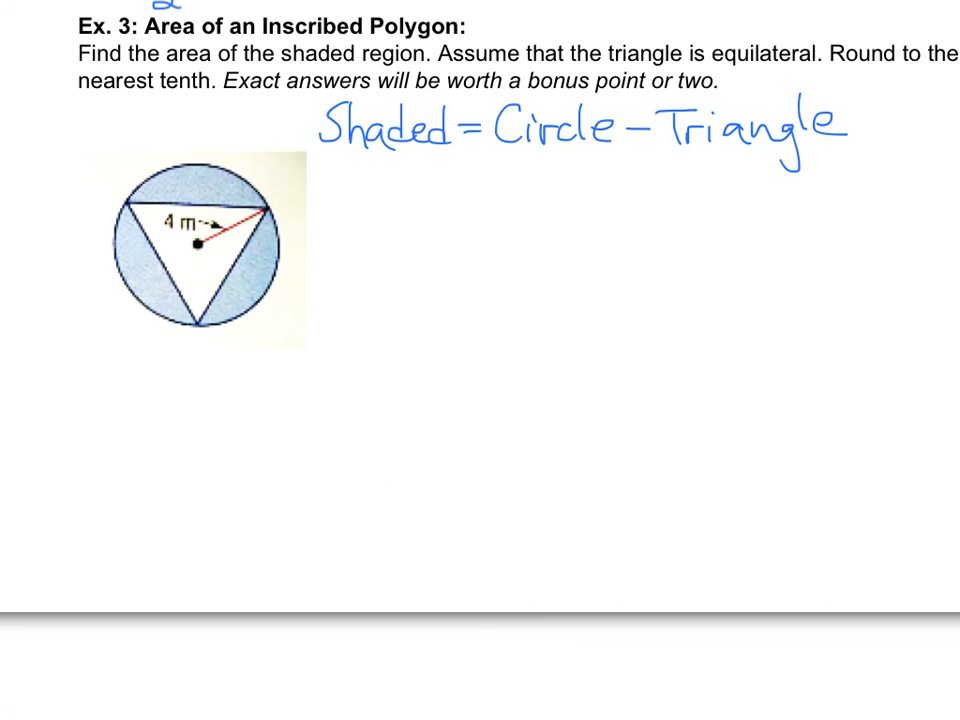 Ex. 3: Area of an Inscribed Polygon:
Find the area of the shaded region. Assume that the triangle is equilateral. Round to the
nearest tenth. Exact answers will be worth a bonus point or two.
Shaded = Circle - Triangle
4 m